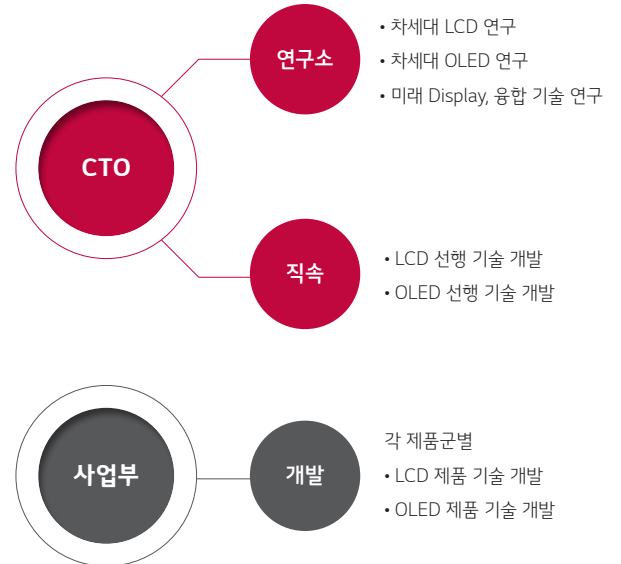 연구소
• 차세대 LCD 연구
• 차세대 OLED 연구
• 미래 Display, 융합 기술 연구
CTO
직속
• LCD 선행 기술 개발
• OLED 선행 기술 개발
사업부
개발
각 제품군별
• LCD 제품 기술 개발
• OLED 제품 기술 개발